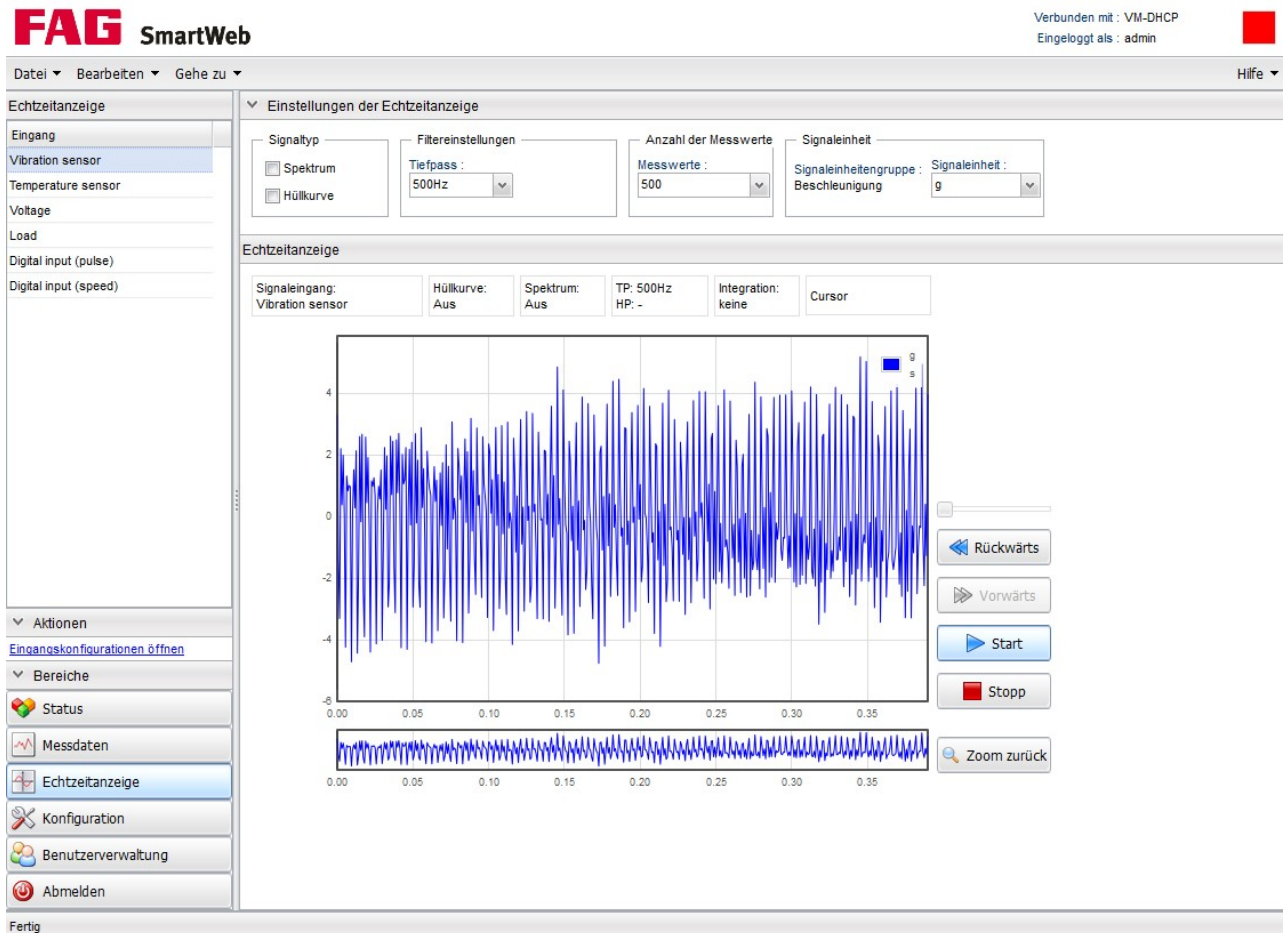 FAG SmartWeb
Verbunden mit : VM-DHCP
Eingeloggt als : admin
Datei Bearbeiten Gehe zu Hilfe
Echtzeitanzeige
Eingang
Vibration sensor
Temperature sensor
Voltage
Load
Digital input (pulse)
Digital input (speed)
Aktionen
Eingangskonfigurationen öffnen
Bereiche
Status
Messdaten
Echtzeitanzeige
Konfiguration
Benutzerverwaltung
Abmelden
Einstellungen der Echtzeitanzeige
Signaltyp
Spektrum
Hüllkurve
Filtereinstellungen
Tiefpass :
500Hz
Anzahl der Messwerte
Messwerte :
500
Signaleinheit
Signaleinheitengruppe :
Beschleunigung
Signaleinheit :
g
Echtzeitanzeige
Signaleingang:
Vibration sensor
Hüllkurve:
Aus
Spektrum:
Aus
TP: 500Hz
HP: -
Integration:
keine
Cursor
g
s
4
2
0
-2
-4
-6
0.00 0.05 0.10 0.15 0.20 0.25 0.30 0.35
0.00 0.05 0.10 0.15 0.20 0.25 0.30 0.35
Rückwärts
Vorwärts
Start
Stopp
Zoom zurück
Fertig